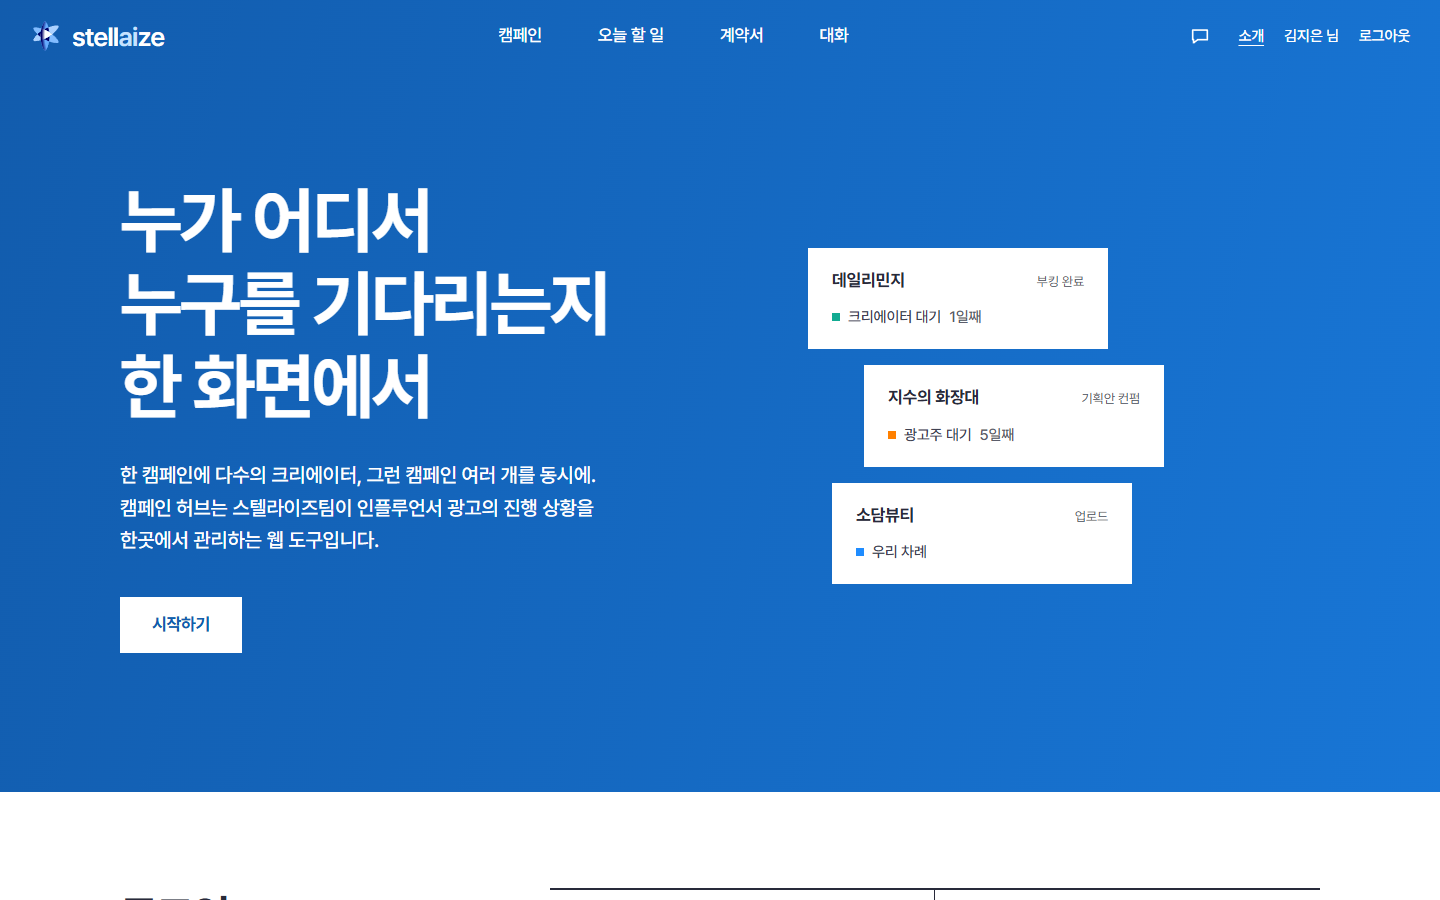 stellaize
캠페인
오늘 할 일
계약서
대화
소개
김지은 님
로그아웃
누가 어디서
누구를 기다리는지
한 화면에서
한 캠페인에 다수의 크리에이터, 그런 캠페인 여러 개를 동시에.
캠페인 허브는 스텔라이즈팀이 인플루언서 광고의 진행 상황을
한곳에서 관리하는 웹 도구입니다.
시작하기
데일리민지
부킹 완료
크리에이터 대기 1일째
지수의 화장대
기획안 컨펌
광고주 대기 5일째
소담뷰티
업로드
우리 차례